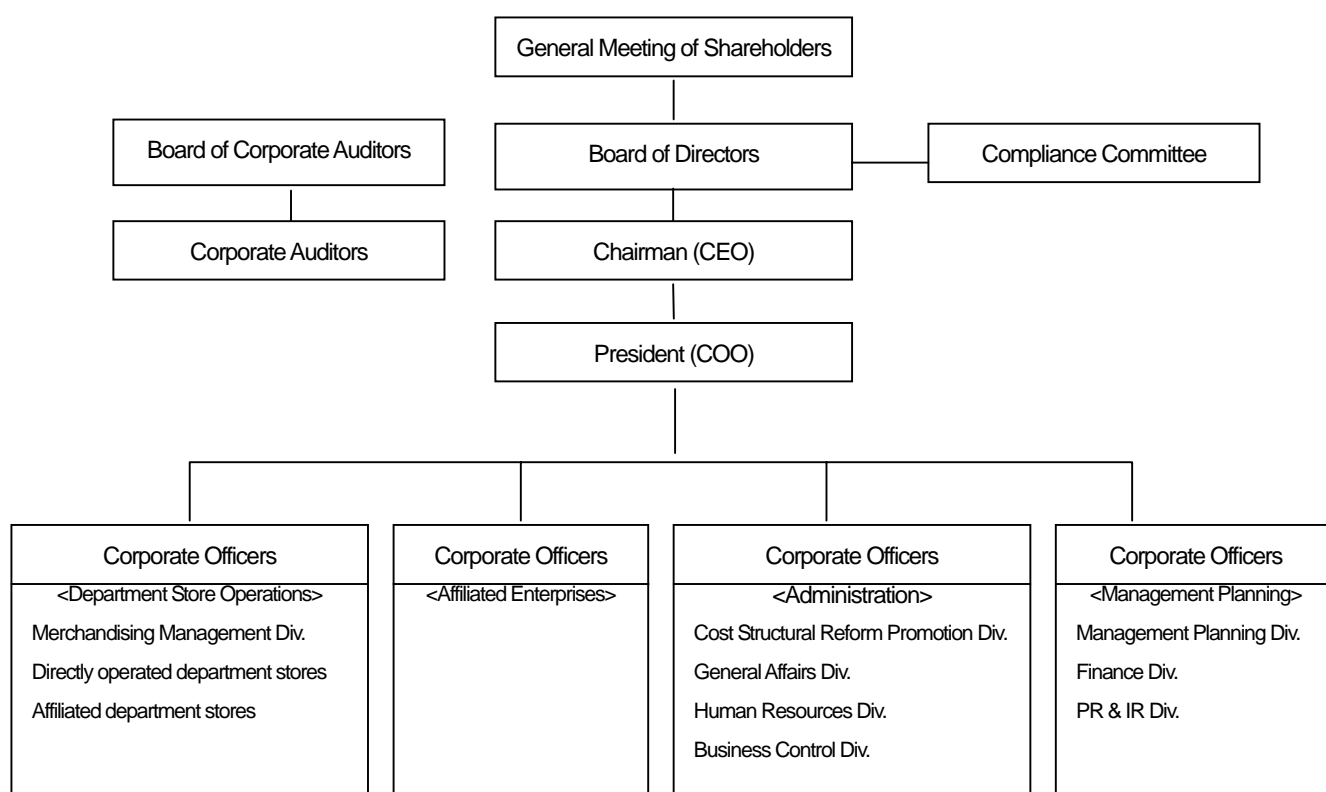 General Meeting of Shareholders
Board of Corporate Auditors
Board of Directors
Compliance Committee
Corporate Auditors
Chairman (CEO)
President (COO)
Corporate Officers
<Department Store Operations>
Merchandising Management Div.
Directly operated department stores
Affiliated department stores
Corporate Officers
<Affiliated Enterprises>
Corporate Officers
<Administration>
Cost Structural Reform Promotion Div.
General Affairs Div.
Human Resources Div.
Business Control Div.
Corporate Officers
<Management Planning>
Management Planning Div.
Finance Div.
PR & IR Div.